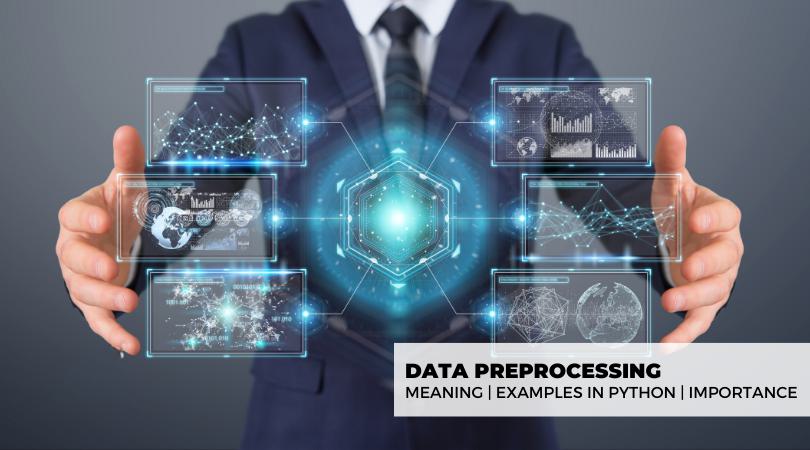 DATA PREPROCESSING
MEANING | EXAMPLES IN PYTHON | IMPORTANCE